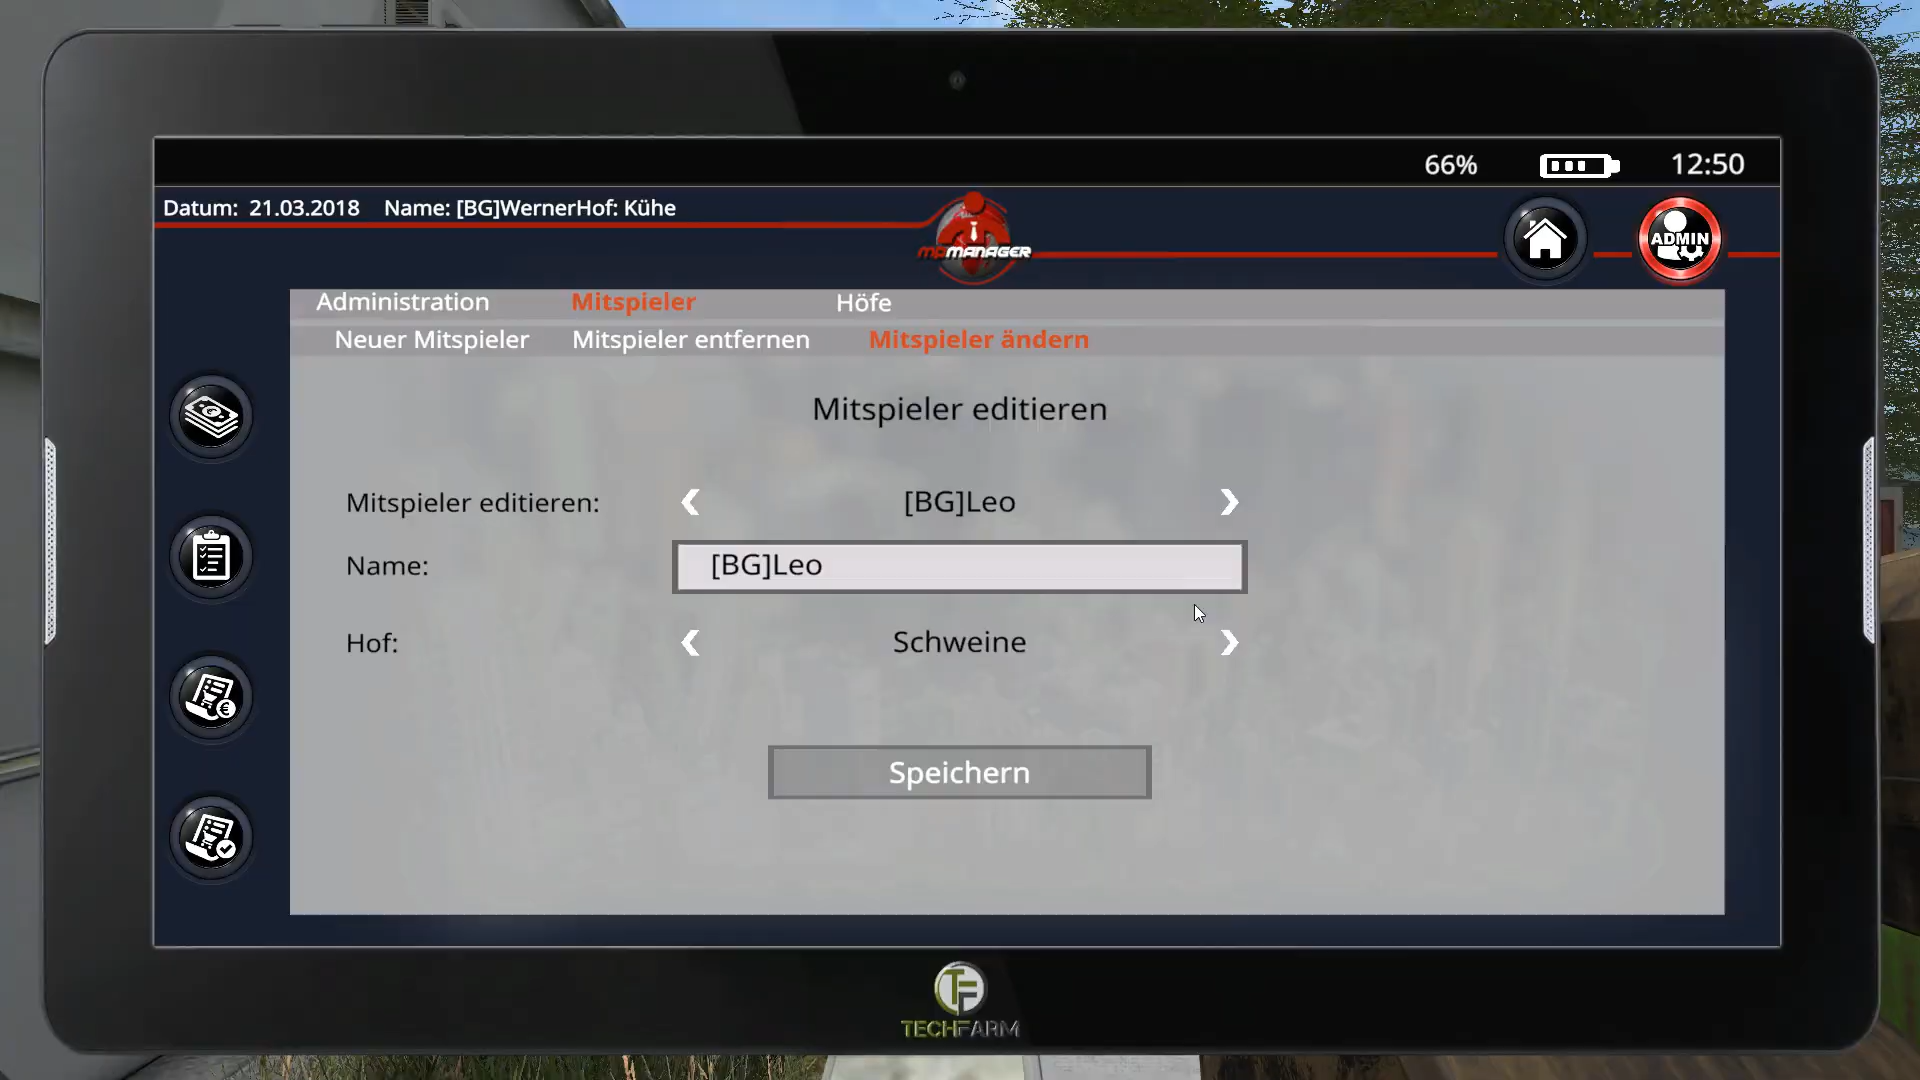 66% 12:50
Datum: 21.03.2018 Name: [BG]WernerHof: Kühe
MPMANAGER
ADMIN
Administration Mitspieler Höfe
Neuer Mitspieler Mitspieler entfernen Mitspieler ändern
Mitspieler editieren
Mitspieler editieren: [BG]Leo
Name: [BG]Leo
Hof: Schweine
Speichern
TF
TECHFARM